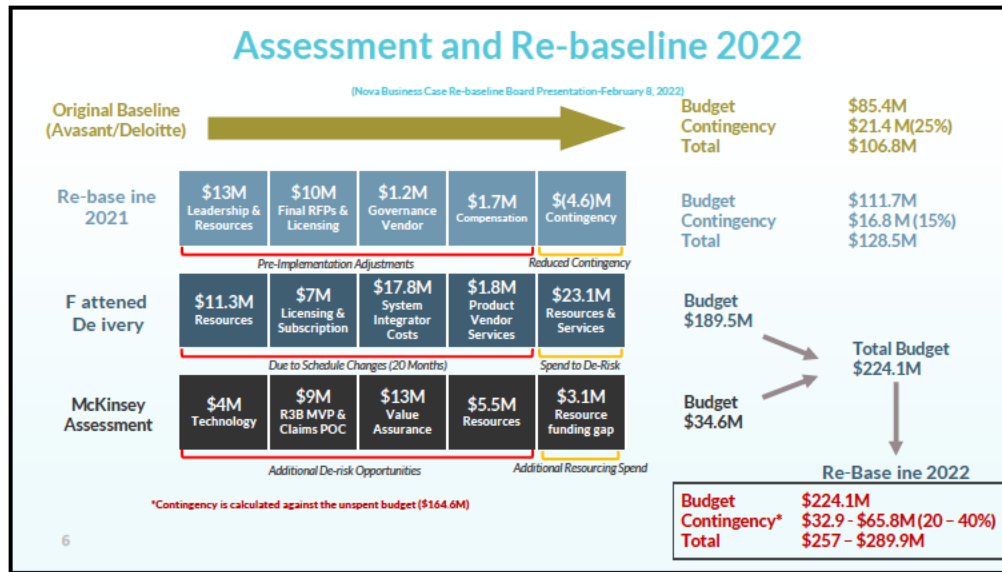 Assessment and Re-baseline 2022
(Nova Business Case Re-baseline Board Presentation-February 8, 2022)
Original Baseline
(Avasant/Deloitte)
Budget $85.4M
Contingency $21.4 M(25%)
Total $106.8M
Re-base ine
2021
$13M
Leadership &
Resources
$10M
Final RFPs &
Licensing
$1.2M
Governance
Vendor
$1.7M
Compensation
$(4.6)M
Contingency
Pre-Implementation Adjustments
Reduced Contingency
Budget $111.7M
Contingency $16.8 M (15%)
Total $128.5M
F attened
De ivery
$11.3M
Resources
$7M
Licensing &
Subscription
$17.8M
System
Integrator
Costs
$1.8M
Product
Vendor
Services
$23.1M
Resources &
Services
Due to Schedule Changes (20 Months)
Spend to De-Risk
Budget
$189.5M
Total Budget
$224.1M
McKinsey
Assessment
$4M
Technology
$9M
R3B MVP &
Claims POC
$13M
Value
Assurance
$5.5M
Resources
$3.1M
Resource
funding gap
Additional De-risk Opportunities
Additional Resourcing Spend
Budget
$34.6M
Re-Base ine 2022
Budget $224.1M
Contingency* $32.9 - $65.8M (20 – 40%)
Total $257 – $289.9M
*Contingency is calculated against the unspent budget ($164.6M)
6